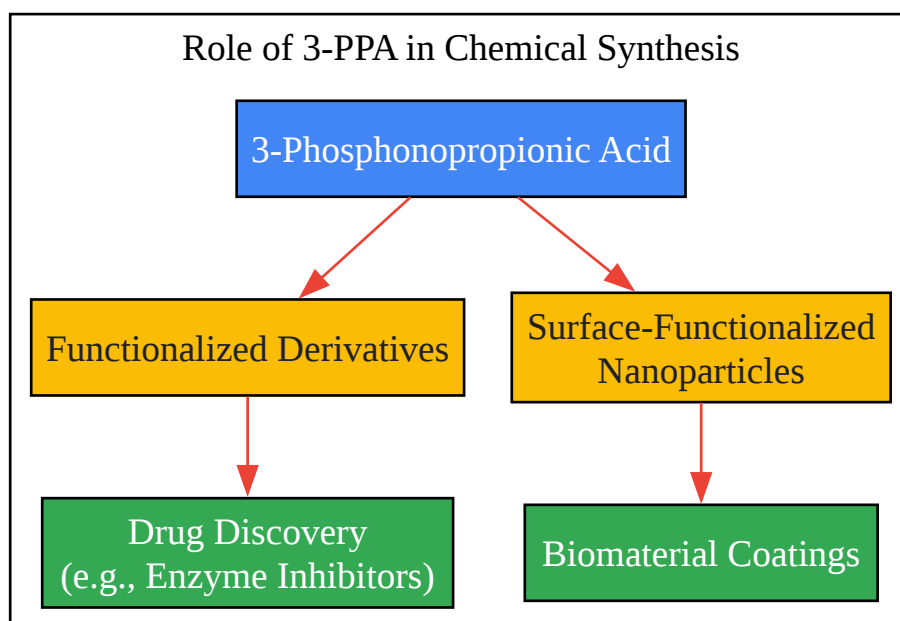 Role of 3-PPA in Chemical Synthesis
3-Phosphonopropionic Acid
Functionalized Derivatives
Surface-Functionalized
Nanoparticles
Drug Discovery
(e.g., Enzyme Inhibitors)
Biomaterial Coatings